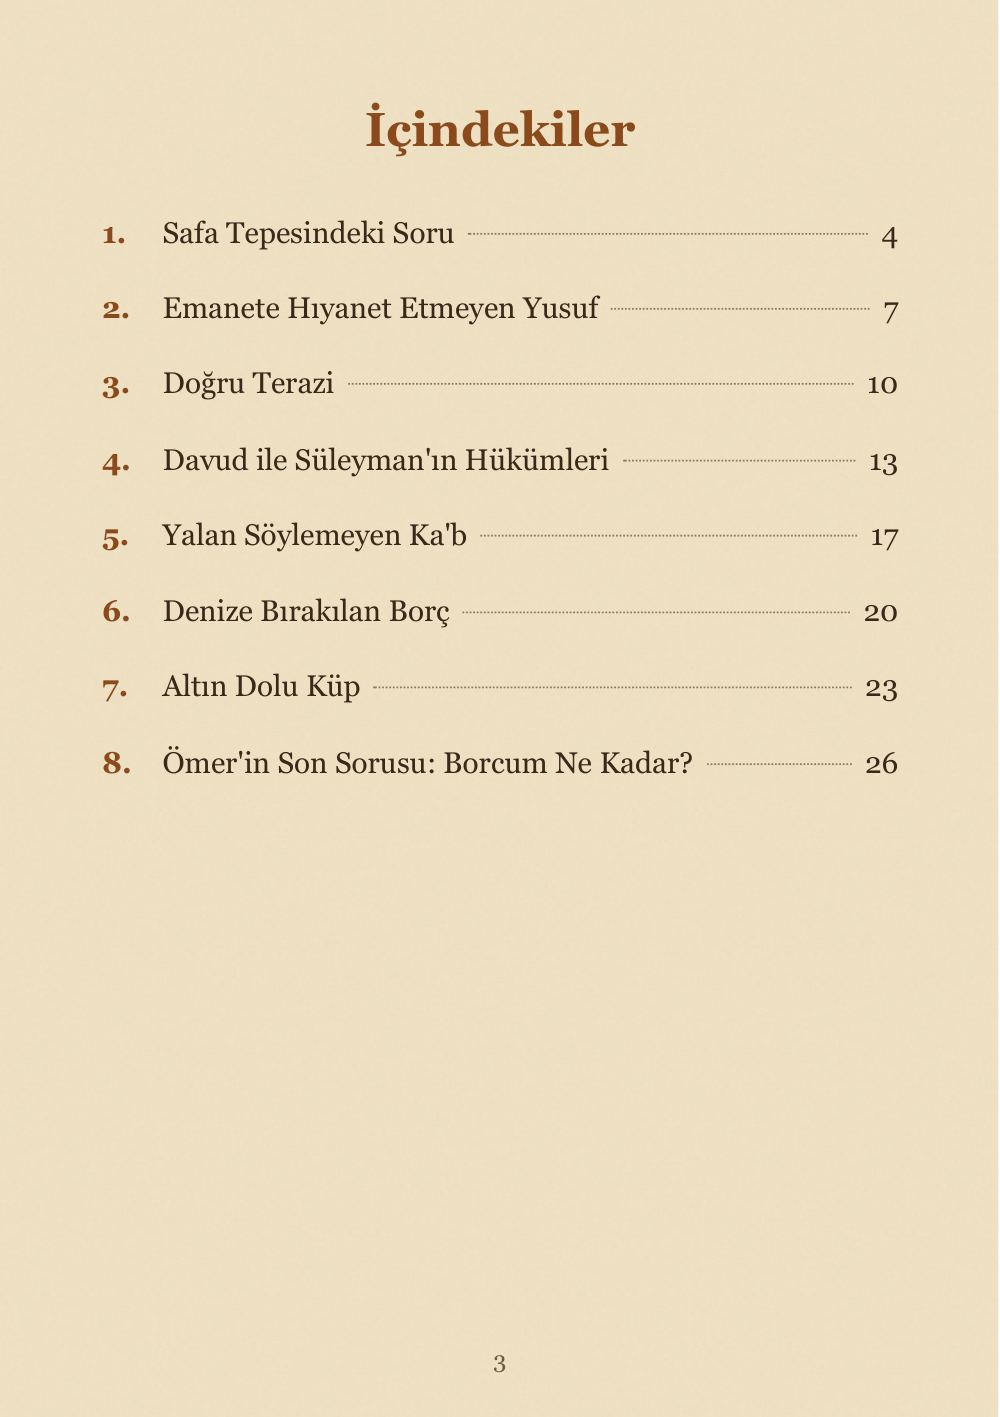 İçindekiler
1. Safa Tepesindeki Soru 4
2. Emanete Hıyanet Etmeyen Yusuf 7
3. Doğru Terazi 10
4. Davud ile Süleyman'ın Hükümleri 13
5. Yalan Söylemeyen Ka'b 17
6. Denize Bırakılan Borç 20
7. Altın Dolu Küp 23
8. Ömer'in Son Sorusu: Borcum Ne Kadar? 26
3